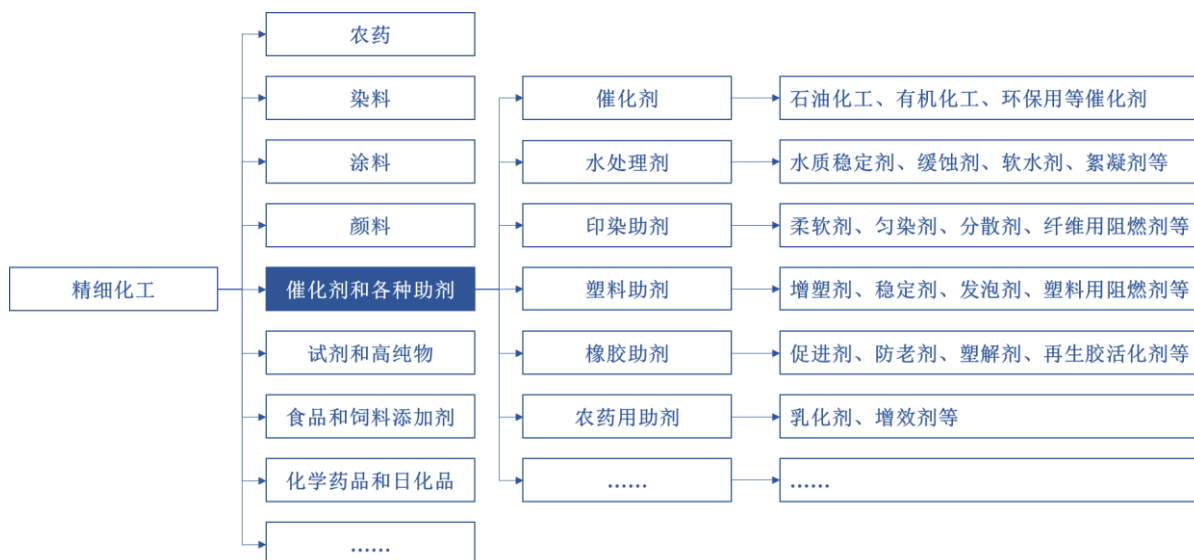 农药
染料
催化剂
石油化工、有机化工、环保用等催化剂
涂料
水处理剂
水质稳定剂、缓蚀剂、软水剂、絮凝剂等
颜料
印染助剂
柔软剂、匀染剂、分散剂、纤维用阻燃剂等
精细化工
催化剂和各种助剂
塑料助剂
增塑剂、稳定剂、发泡剂、塑料用阻燃剂等
试剂和高纯物
橡胶助剂
促进剂、防老剂、塑解剂、再生胶活化剂等
食品和饲料添加剂
农药用助剂
乳化剂、增效剂等
化学药品和日化品
……
……
……